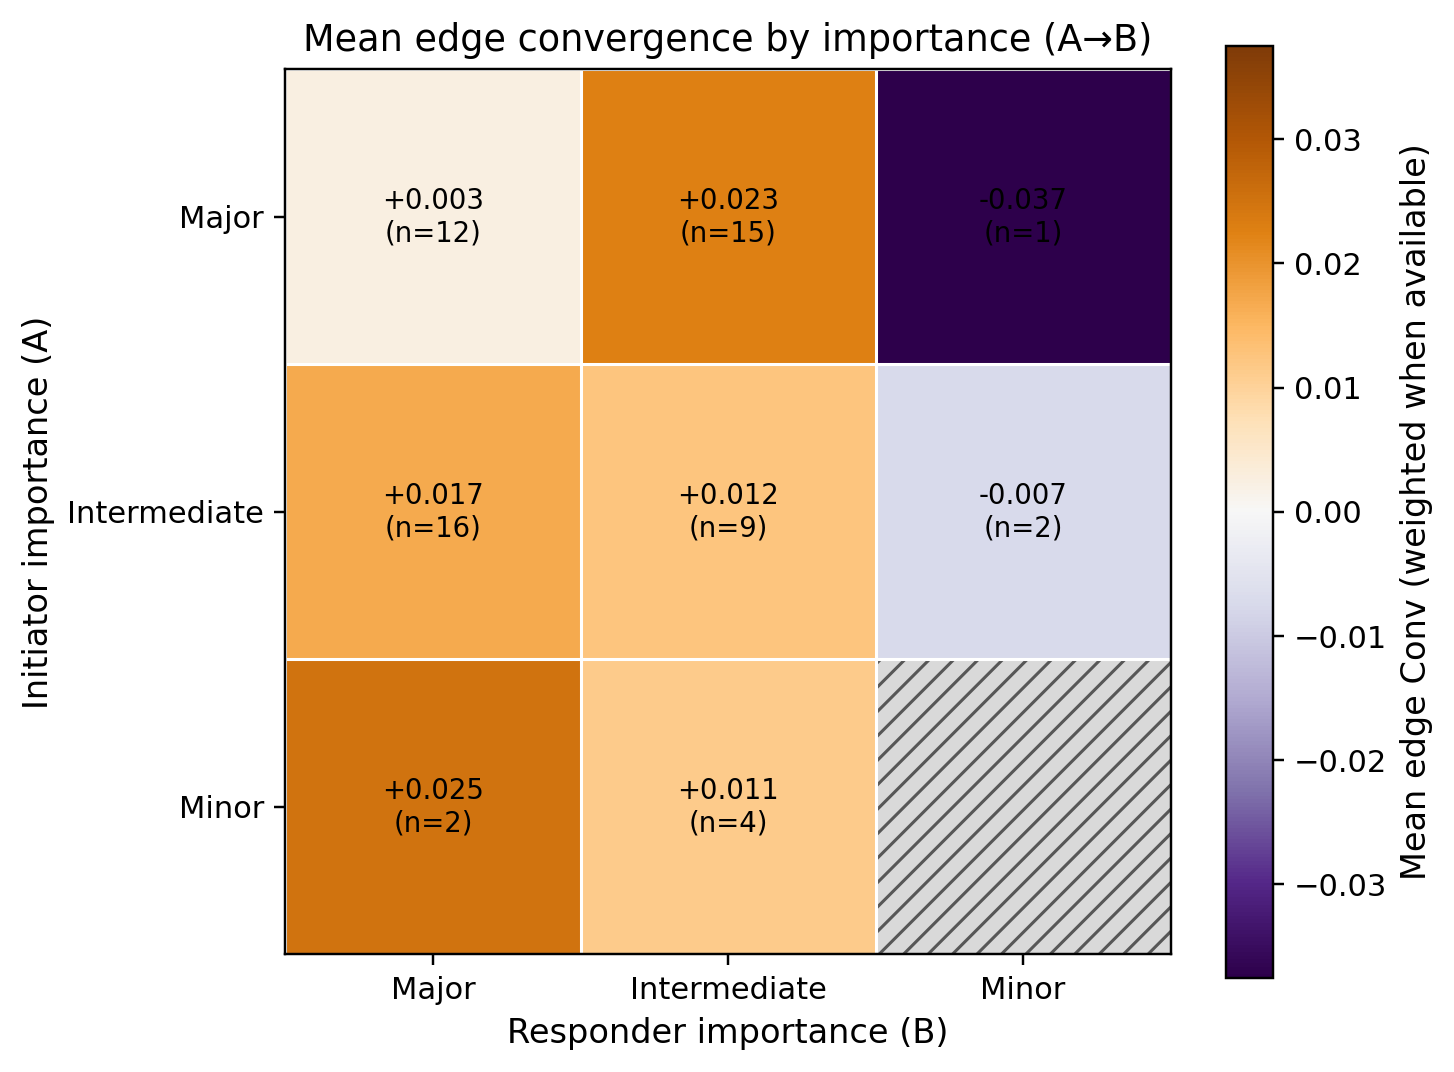 Mean edge convergence by importance (A→B)
Initiator importance (A)
Major
+0.003
(n=12)
+0.023
(n=15)
-0.037
(n=1)
Intermediate
+0.017
(n=16)
+0.012
(n=9)
-0.007
(n=2)
Minor
+0.025
(n=2)
+0.011
(n=4)
Major
Intermediate
Minor
Responder importance (B)
0.03
0.02
0.01
0.00
−0.01
−0.02
−0.03
Mean edge Conv (weighted when available)